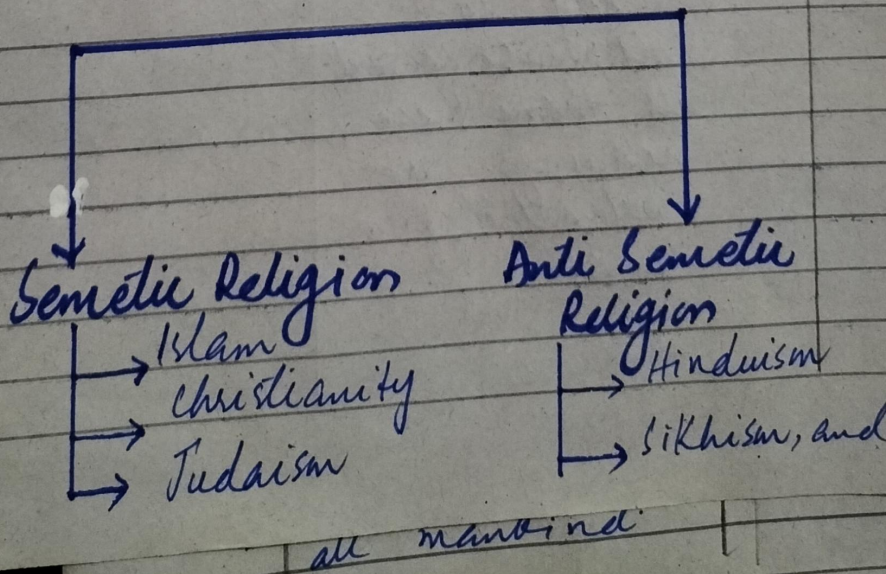 Semetic Religion
Islam
Christianity
Judaism
Anti Semetic
Religion
Hinduism
Sikhism, and
all mankind